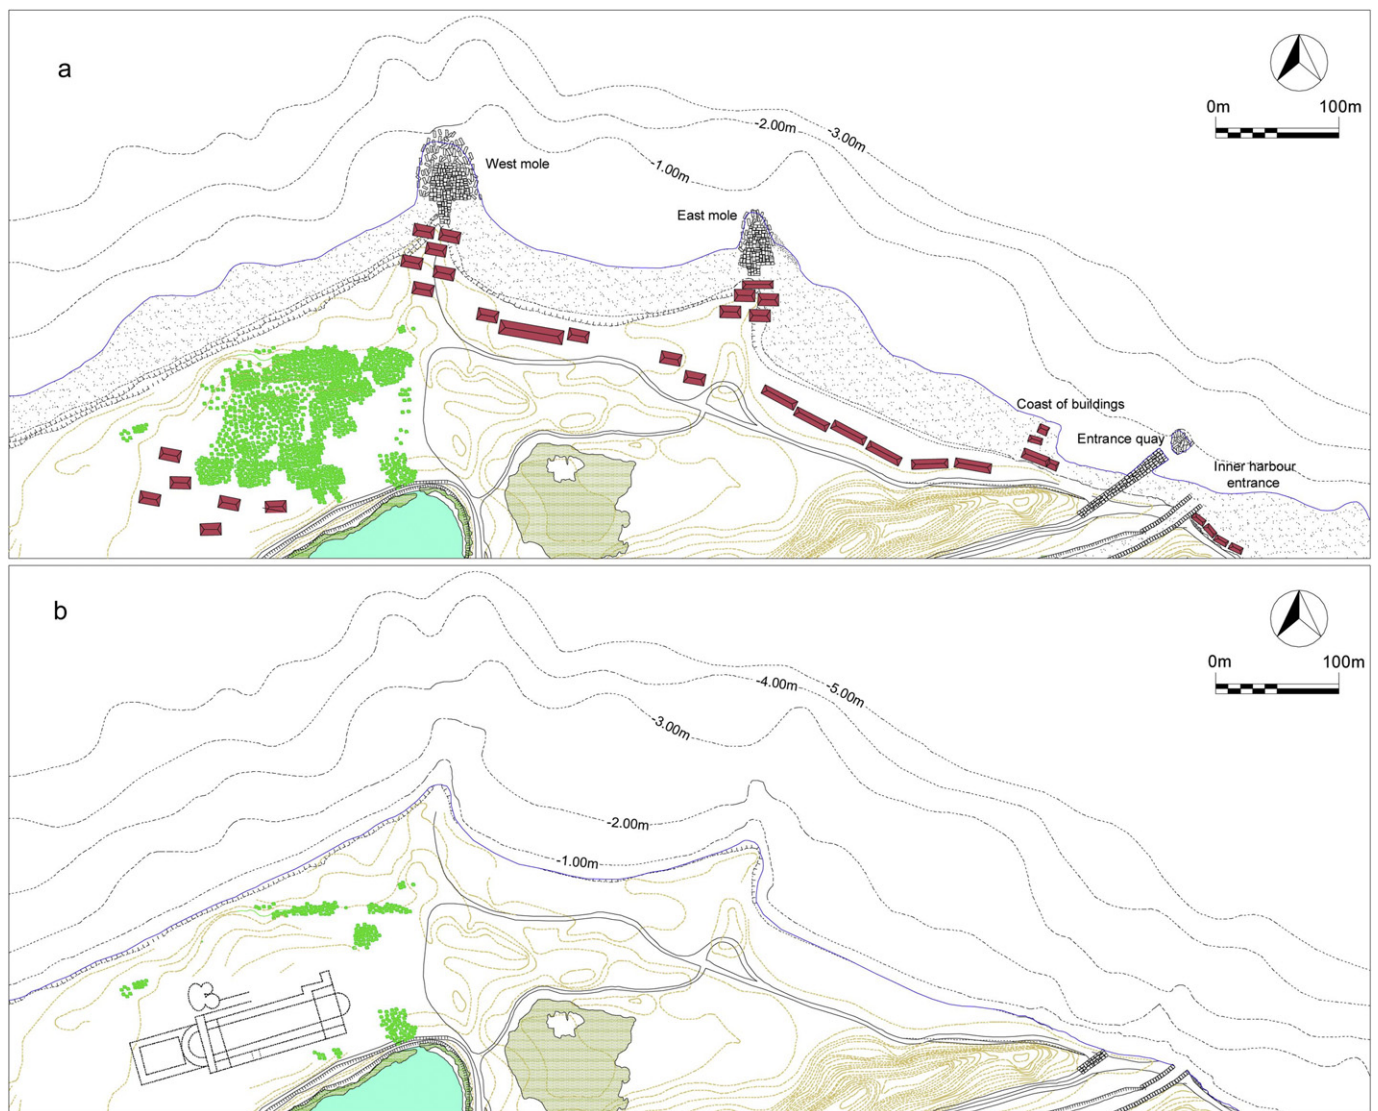 a
0m 100m
-2.00m
-3.00m
West mole
-1.00m
East mole
Coast of buildings
Entrance quay
Inner harbour
entrance
b
0m 100m
-4.00m
-5.00m
-3.00m
-2.00m
-1.00m